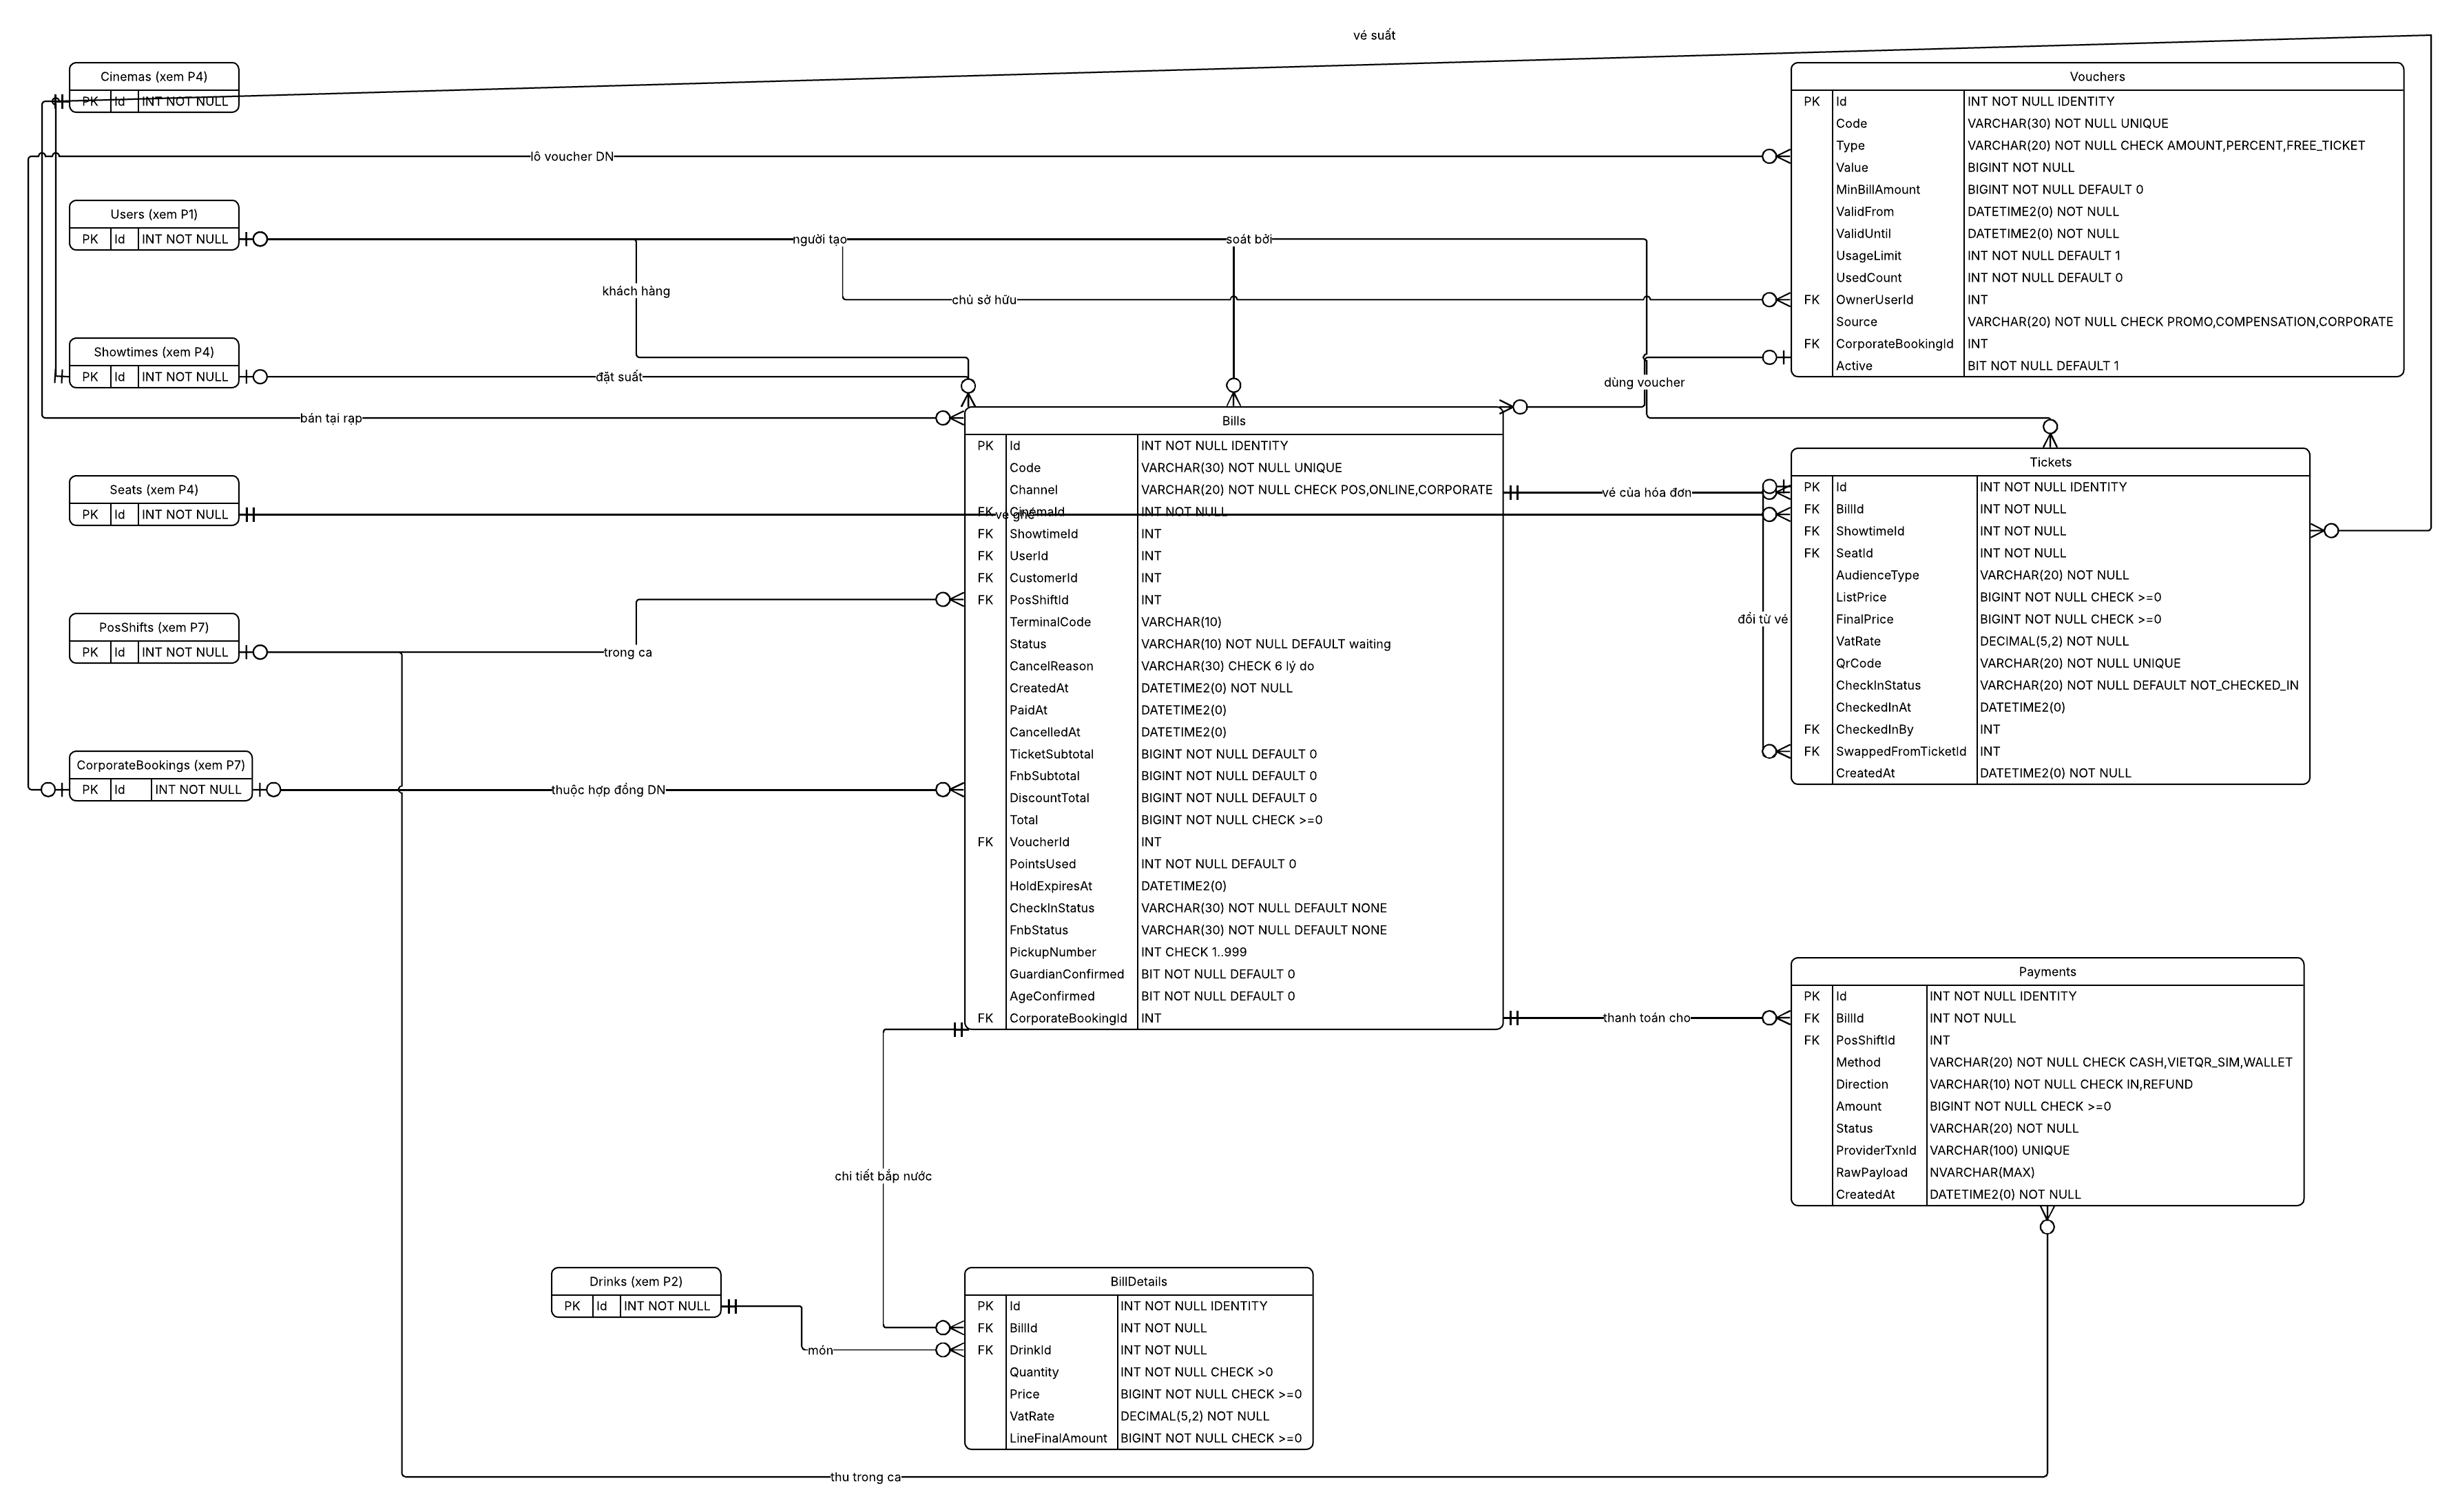 vé suất
Cinemas (xem P4)
PK Id INT NOT NULL
Vouchers
PK Id INT NOT NULL IDENTITY
Code VARCHAR(30) NOT NULL UNIQUE
Type VARCHAR(20) NOT NULL CHECK AMOUNT,PERCENT,FREE_TICKET
Value BIGINT NOT NULL
MinBillAmount BIGINT NOT NULL DEFAULT 0
ValidFrom DATETIME2(0) NOT NULL
ValidUntil DATETIME2(0) NOT NULL
UsageLimit INT NOT NULL DEFAULT 1
UsedCount INT NOT NULL DEFAULT 0
FK OwnerUserId INT
Source VARCHAR(20) NOT NULL CHECK PROMO,COMPENSATION,CORPORATE
FK CorporateBookingId INT
Active BIT NOT NULL DEFAULT 1
lô voucher DN
Users (xem P1)
PK Id INT NOT NULL
người tạo
soát bởi
khách hàng
chủ sở hữu
Showtimes (xem P4)
PK Id INT NOT NULL
đặt suất
dùng voucher
bán tại rạp
Bills
PK Id INT NOT NULL IDENTITY
Code VARCHAR(30) NOT NULL UNIQUE
Channel VARCHAR(20) NOT NULL CHECK POS,ONLINE,CORPORATE
FK CinemaId INT NOT NULL
FK ShowtimeId INT
FK UserId INT
FK CustomerId INT
FK PosShiftId INT
TerminalCode VARCHAR(10)
Status VARCHAR(10) NOT NULL DEFAULT waiting
CancelReason VARCHAR(30) CHECK 6 lý do
CreatedAt DATETIME2(0) NOT NULL
PaidAt DATETIME2(0)
CancelledAt DATETIME2(0)
TicketSubtotal BIGINT NOT NULL DEFAULT 0
FnbSubtotal BIGINT NOT NULL DEFAULT 0
DiscountTotal BIGINT NOT NULL DEFAULT 0
Total BIGINT NOT NULL CHECK >=0
FK VoucherId INT
PointsUsed INT NOT NULL DEFAULT 0
HoldExpiresAt DATETIME2(0)
CheckInStatus VARCHAR(30) NOT NULL DEFAULT NONE
FnbStatus VARCHAR(30) NOT NULL DEFAULT NONE
PickupNumber INT CHECK 1..999
GuardianConfirmed BIT NOT NULL DEFAULT 0
AgeConfirmed BIT NOT NULL DEFAULT 0
FK CorporateBookingId INT
Seats (xem P4)
PK Id INT NOT NULL
vé ghế
vé của hóa đơn
Tickets
PK Id INT NOT NULL IDENTITY
FK BillId INT NOT NULL
FK ShowtimeId INT NOT NULL
FK SeatId INT NOT NULL
AudienceType VARCHAR(20) NOT NULL
ListPrice BIGINT NOT NULL CHECK >=0
FinalPrice BIGINT NOT NULL CHECK >=0
VatRate DECIMAL(5,2) NOT NULL
QrCode VARCHAR(20) NOT NULL UNIQUE
CheckInStatus VARCHAR(20) NOT NULL DEFAULT NOT_CHECKED_IN
CheckedInAt DATETIME2(0)
FK CheckedInBy INT
FK SwappedFromTicketId INT
CreatedAt DATETIME2(0) NOT NULL
đổi từ vé
PosShifts (xem P7)
PK Id INT NOT NULL
trong ca
CorporateBookings (xem P7)
PK Id INT NOT NULL
thuộc hợp đồng DN
Payments
PK Id INT NOT NULL IDENTITY
FK BillId INT NOT NULL
FK PosShiftId INT
Method VARCHAR(20) NOT NULL CHECK CASH,VIETQR_SIM,WALLET
Direction VARCHAR(10) NOT NULL CHECK IN,REFUND
Amount BIGINT NOT NULL CHECK >=0
Status VARCHAR(20) NOT NULL
ProviderTxnId VARCHAR(100) UNIQUE
RawPayload NVARCHAR(MAX)
CreatedAt DATETIME2(0) NOT NULL
thanh toán cho
chi tiết bắp nước
Drinks (xem P2)
PK Id INT NOT NULL
món
BillDetails
PK Id INT NOT NULL IDENTITY
FK BillId INT NOT NULL
FK DrinkId INT NOT NULL
Quantity INT NOT NULL CHECK >0
Price BIGINT NOT NULL CHECK >=0
VatRate DECIMAL(5,2) NOT NULL
LineFinalAmount BIGINT NOT NULL CHECK >=0
thu trong ca